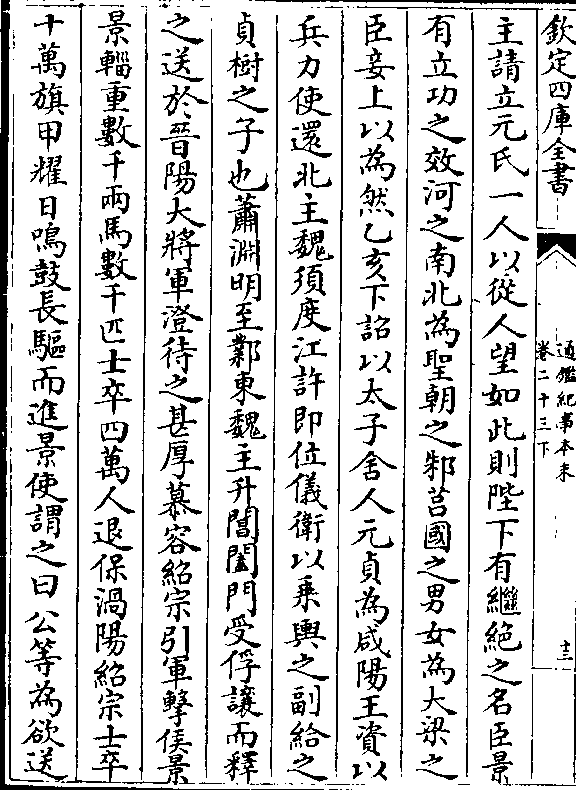 欽定四庫全書
通鑑紀事本末
卷二十三下
十三
主請立元氏一人以從人望如此則陛下有繼絕之名臣景
有立功之效河之南北為聖朝之邾莒國之男女為大梁之
臣妾上以為然乙亥下詔以太子舍人元貞為咸陽王資以
兵力使還北主魏須度江許即位儀衛以乗輿之副給之
貞樹之子也蕭淵明至鄴東魏主升閶闔門受俘讓而釋
之送於晉陽大將軍澄待之甚厚慕容紹宗引軍擊侯景
景輜重數千兩馬數千匹士卒四萬人退保渦陽紹宗士卒
十萬旗甲耀日鳴鼓長驅而進景使謂之曰公等為欲送